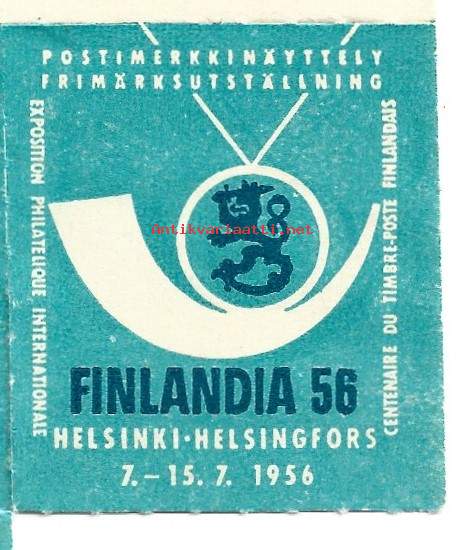 POSTIMERKKINÄYTTELY
FRIMÄRKSUTSTÄLLNING
EXPOSITION PHILATELIQUE INTERNATIONALE
CENTENAIRE DU TIMBRE-POSTE FINLANDAIS
Antikvariaatti.net
FINLANDIA 56
HELSINKI-HELSINGFORS
7.–15. 7. 1956